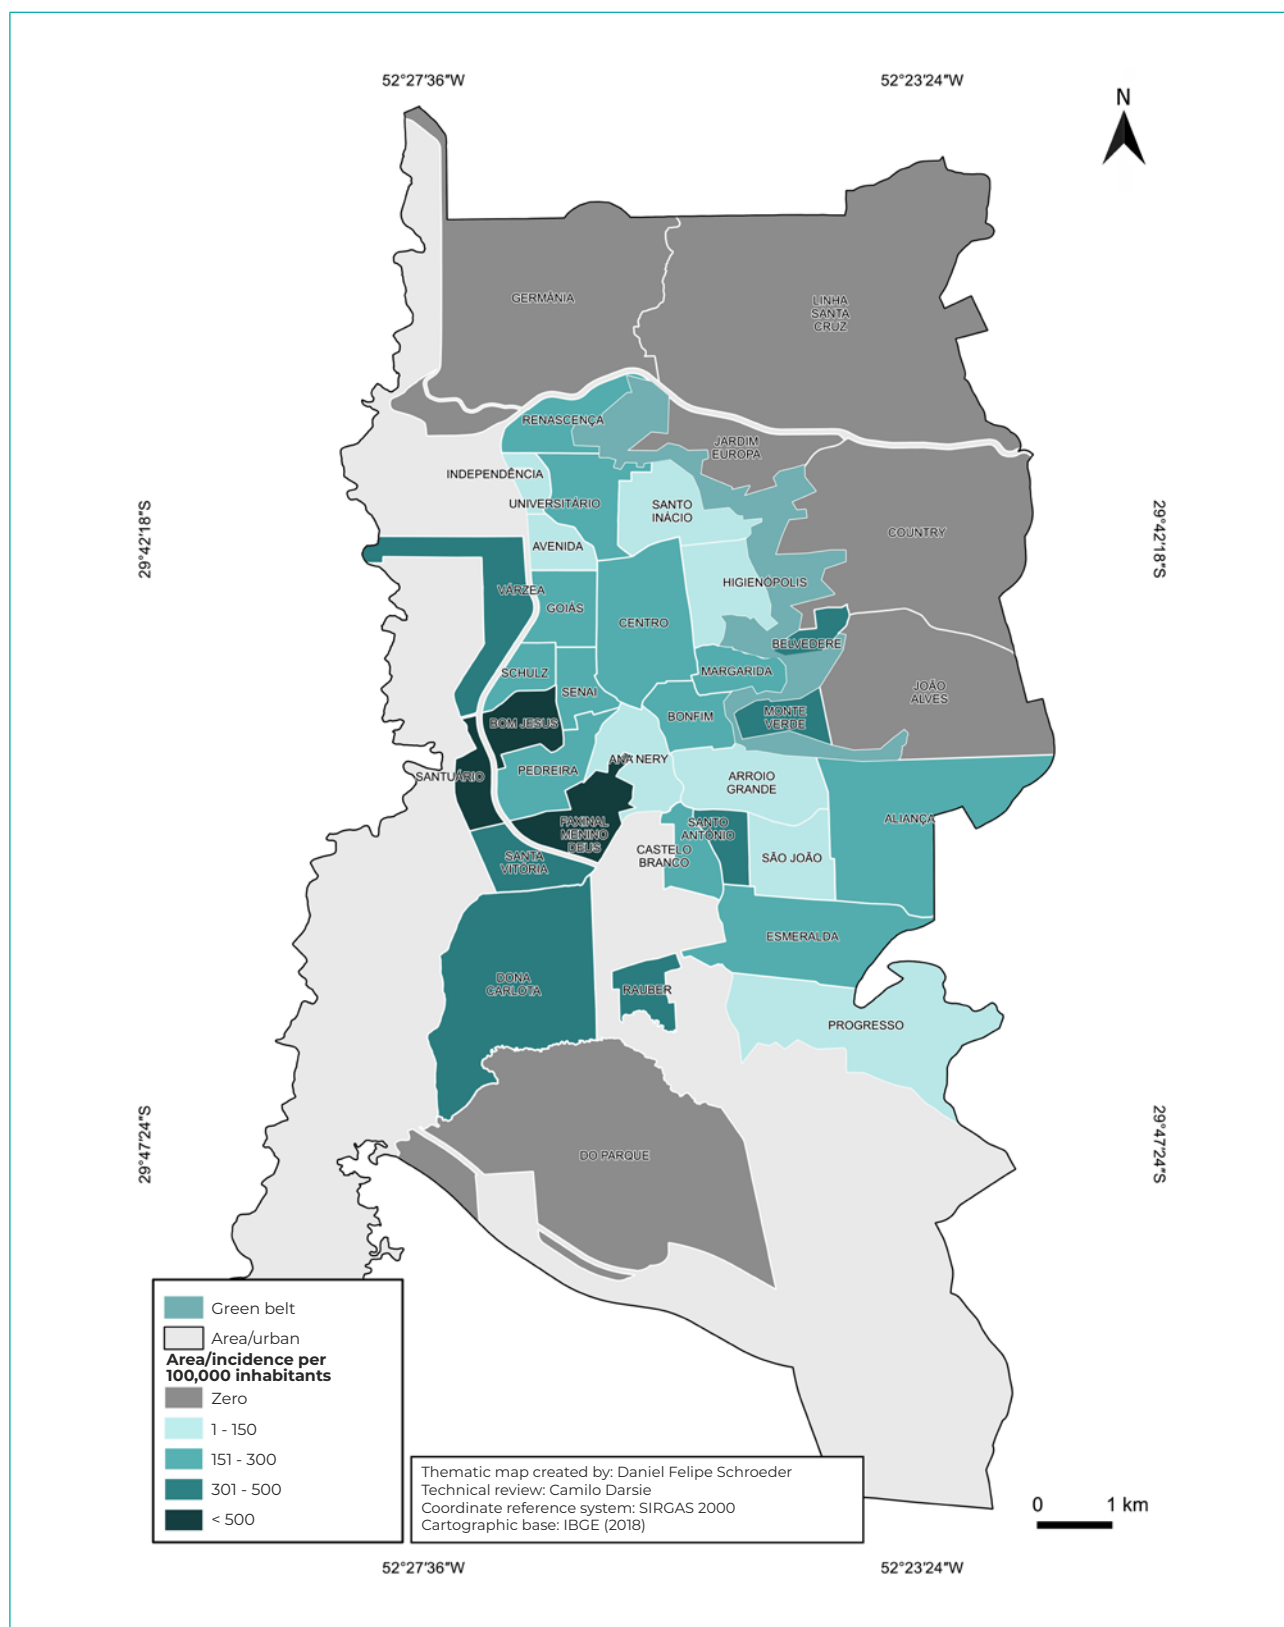 52°27'36"W
52°23'24"W
N
GERMÂNIA
LINHA
SANTA
CRUZ
RENASCENÇA
JARDIM
EUROPA
INDEPENDÊNCIA
UNIVERSITÁRIO
SANTO
INÁCIO
29°42'18"S
29°42'18"S
COUNTRY
AVENIDA
VÁRZEA
HIGIENÓPOLIS
GOIÁS
CENTRO
BELVEDERE
SCHULZ
MARGARIDA
SENAI
JOÃO
ALVES
BOM JESUS
BONFIM
MONTE
VERDE
ANA NERY
SANTUÁRIO
PEDREIRA
ARROIO
GRANDE
FAXINAL
MENINO
DEUS
SANTO
ANTÔNIO
ALIANÇA
CASTELO
BRANCO
SÃO JOÃO
SANTA
VITÓRIA
ESMERALDA
DONA
CARLOTA
RAUBER
PROGRESSO
29°47'24"S
29°47'24"S
DO PARQUE
Green belt
Area/urban
Area/incidence per
100,000 inhabitants
Zero
1 - 150
151 - 300
301 - 500
< 500
Thematic map created by: Daniel Felipe Schroeder
Technical review: Camilo Darsie
Coordinate reference system: SIRGAS 2000
Cartographic base: IBGE (2018)
0 1 km
52°27'36"W
52°23'24"W